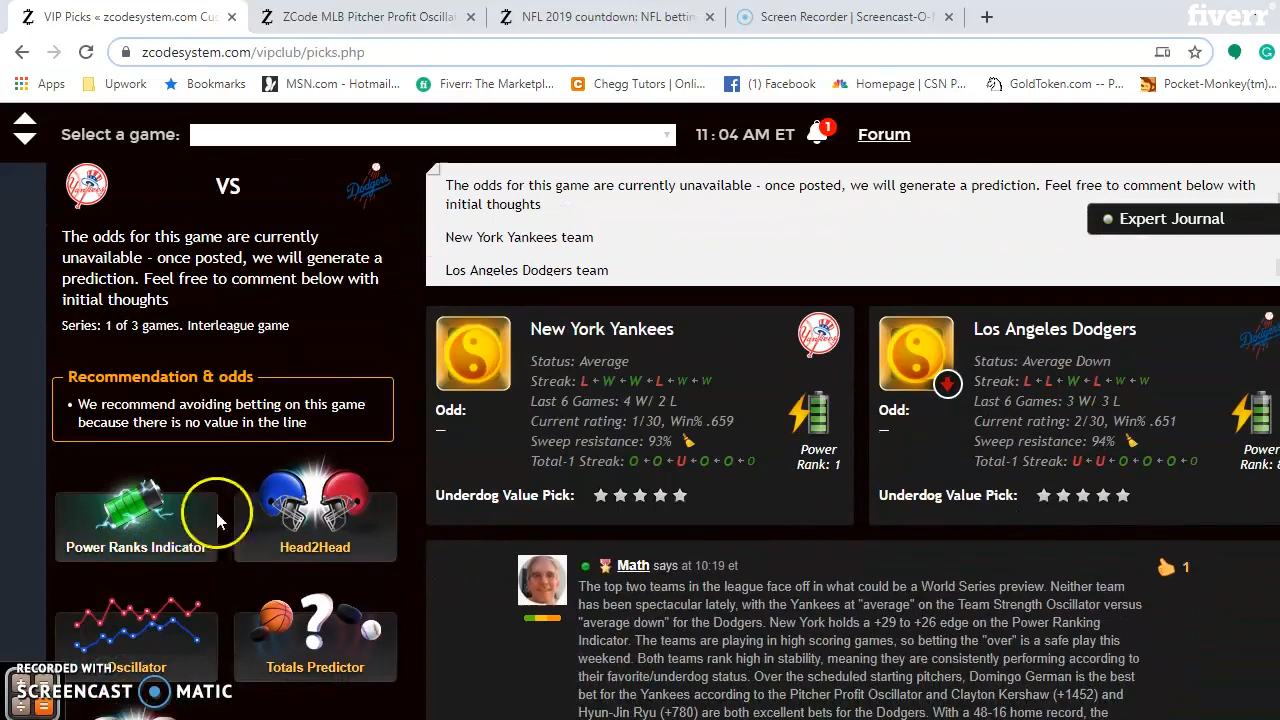 VIP Picks « zcodesystem.com Cus
ZCode MLB Pitcher Profit Oscilla
NFL 2019 countdown: NFL bettin
Screen Recorder | Screencast-O-
fiverr®
zcodesystem.com/vipclub/picks.php
Apps Upwork Bookmarks MSN.com - Hotmail... Fiverr: The Marketpl... Chegg Tutors | Onli... (1) Facebook Homepage | CSN P... GoldToken.com -- P... Pocket-Monkey(tm)...
Select a game: 11:04 AM ET 1 Forum
Yankees VS Dodgers
The odds for this game are currently
unavailable - once posted, we will generate a
prediction. Feel free to comment below with
initial thoughts
Series: 1 of 3 games. Interleague game
Recommendation & odds
• We recommend avoiding betting on this game
because there is no value in the line
Power Ranks Indicator
Head2Head
Oscillator
Totals Predictor
RECORDED WITH
SCREENCAST MATIC
The odds for this game are currently unavailable - once posted, we will generate a prediction. Feel free to comment below with
initial thoughts
New York Yankees team
Los Angeles Dodgers team
Expert Journal
New York Yankees
Status: Average
Streak: L W W L W W
Last 6 Games: 4 W/ 2 L
Odd:
—
Current rating: 1/30, Win% .659
Sweep resistance: 93%
Total-1 Streak: O O U O O O
Power
Rank: 1
Underdog Value Pick:
Los Angeles Dodgers
Dodgers
Status: Average Down
Streak: L L W L W W
Last 6 Games: 3 W/ 3 L
Odd:
—
Current rating: 2/30, Win% .651
Sweep resistance: 94%
Total-1 Streak: U U O O O O
Power
Rank:
Underdog Value Pick:
Math says at 10:19 et
1
The top two teams in the league face off in what could be a World Series preview. Neither team
has been spectacular lately, with the Yankees at "average" on the Team Strength Oscillator versus
"average down" for the Dodgers. New York holds a +29 to +26 edge on the Power Ranking
Indicator. The teams are playing in high scoring games, so betting the "over" is a safe play this
weekend. Both teams rank high in stability, meaning they are consistently performing according to
their favorite/underdog status. Over the scheduled starting pitchers, Domingo German is the best
bet for the Yankees according to the Pitcher Profit Oscillator and Clayton Kershaw (+1452) and
Hyun-Jin Ryu (+780) are both excellent bets for the Dodgers. With a 48-16 home record, the